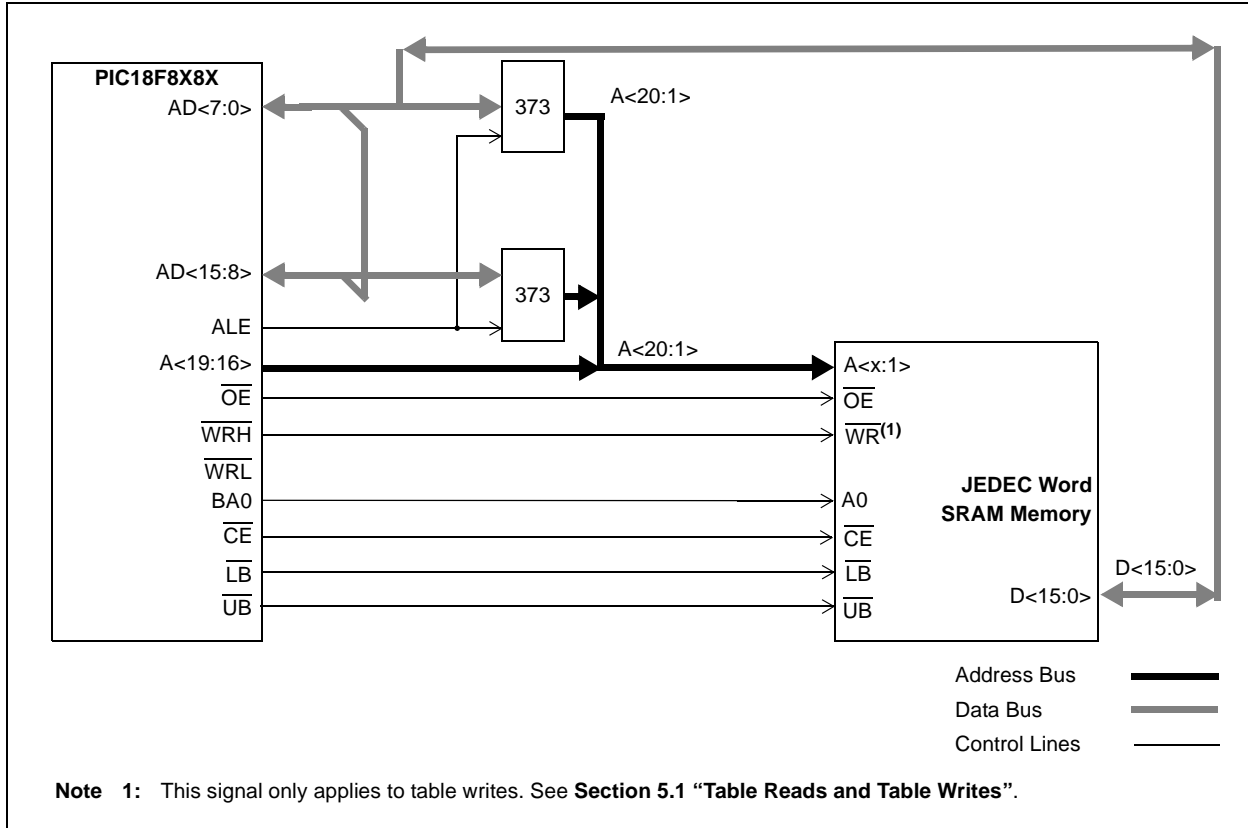 PIC18F8X8X
AD<7:0>
373
A<20:1>
AD<15:8>
373
ALE
A<19:16>
A<20:1>
A<x:1>
OE
OE
WRH
WR(1)
WRL
BA0
A0
JEDEC Word
SRAM Memory
CE
CE
LB
LB
UB
UB
D<15:0>
D<15:0>
Address Bus
Data Bus
Control Lines
Note 1: This signal only applies to table writes. See Section 5.1 “Table Reads and Table Writes”.